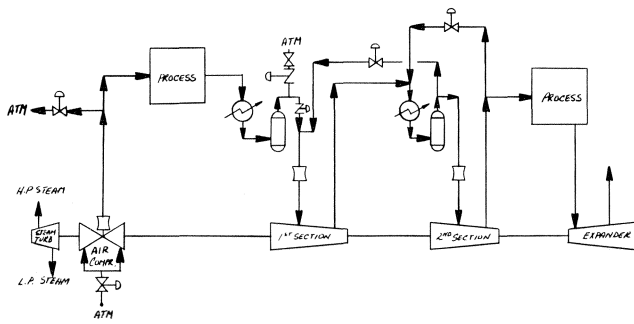 ATM
PROCESS
PROCESS
ATM
H.P STEAM
STEAM
TURB
AIR
COMPR.
1ST SECTION
2ND SECTION
EXPANDER
L.P. STEAM
ATM